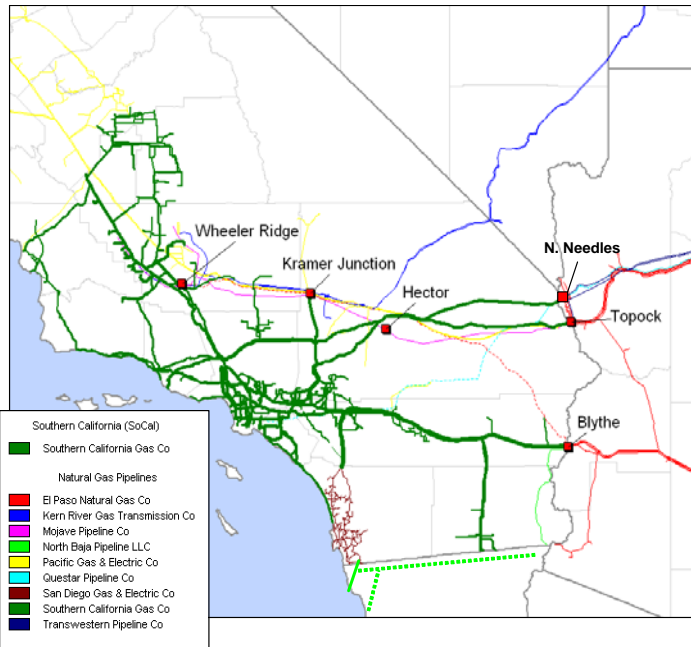 Wheeler Ridge
Kramer Junction
N. Needles
Hector
Topock
Blythe
Southern California (SoCal)
Southern California Gas Co
Natural Gas Pipelines
El Paso Natural Gas Co
Kern River Gas Transmission Co
Mojave Pipeline Co
North Baja Pipeline LLC
Pacific Gas & Electric Co
Questar Pipeline Co
San Diego Gas & Electric Co
Southern California Gas Co
Transwestern Pipeline Co